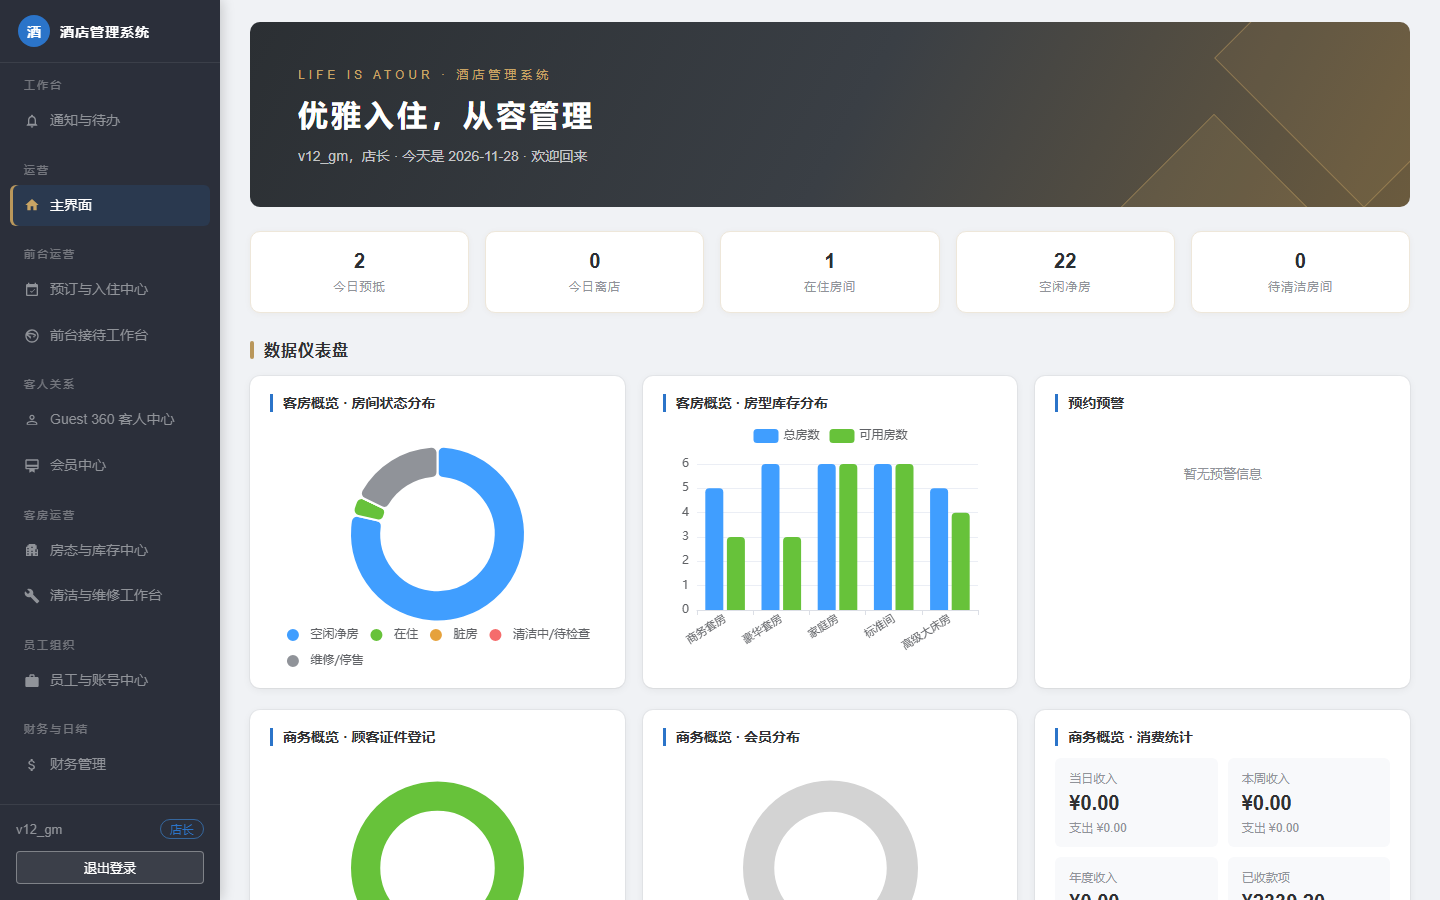 酒 酒店管理系统
工作台
通知与待办
运营
主界面
前台运营
预订与入住中心
前台接待工作台
客人关系
Guest 360 客人中心
会员中心
客房运营
房态与库存中心
清洁与维修工作台
员工组织
员工与账号中心
财务与日结
财务管理
v12_gm 店长
退出登录
LIFE IS ATOUR · 酒店管理系统
优雅入住，从容管理
v12_gm，店长 · 今天是 2026-11-28 · 欢迎回来
2
今日预抵
0
今日离店
1
在住房间
22
空闲净房
0
待清洁房间
数据仪表盘
客房概览 · 房间状态分布
空闲净房 在住 脏房 清洁中/待检查
维修/停售
客房概览 · 房型库存分布
总房数 可用房数
6
5
4
3
2
1
0
商务套房 豪华套房 家庭房 标准间 高级大床房
预约预警
暂无预警信息
商务概览 · 顾客证件登记
商务概览 · 会员分布
商务概览 · 消费统计
当日收入
¥0.00
支出 ¥0.00
本周收入
¥0.00
支出 ¥0.00
年度收入
¥0.00
已收款项
¥2339.20